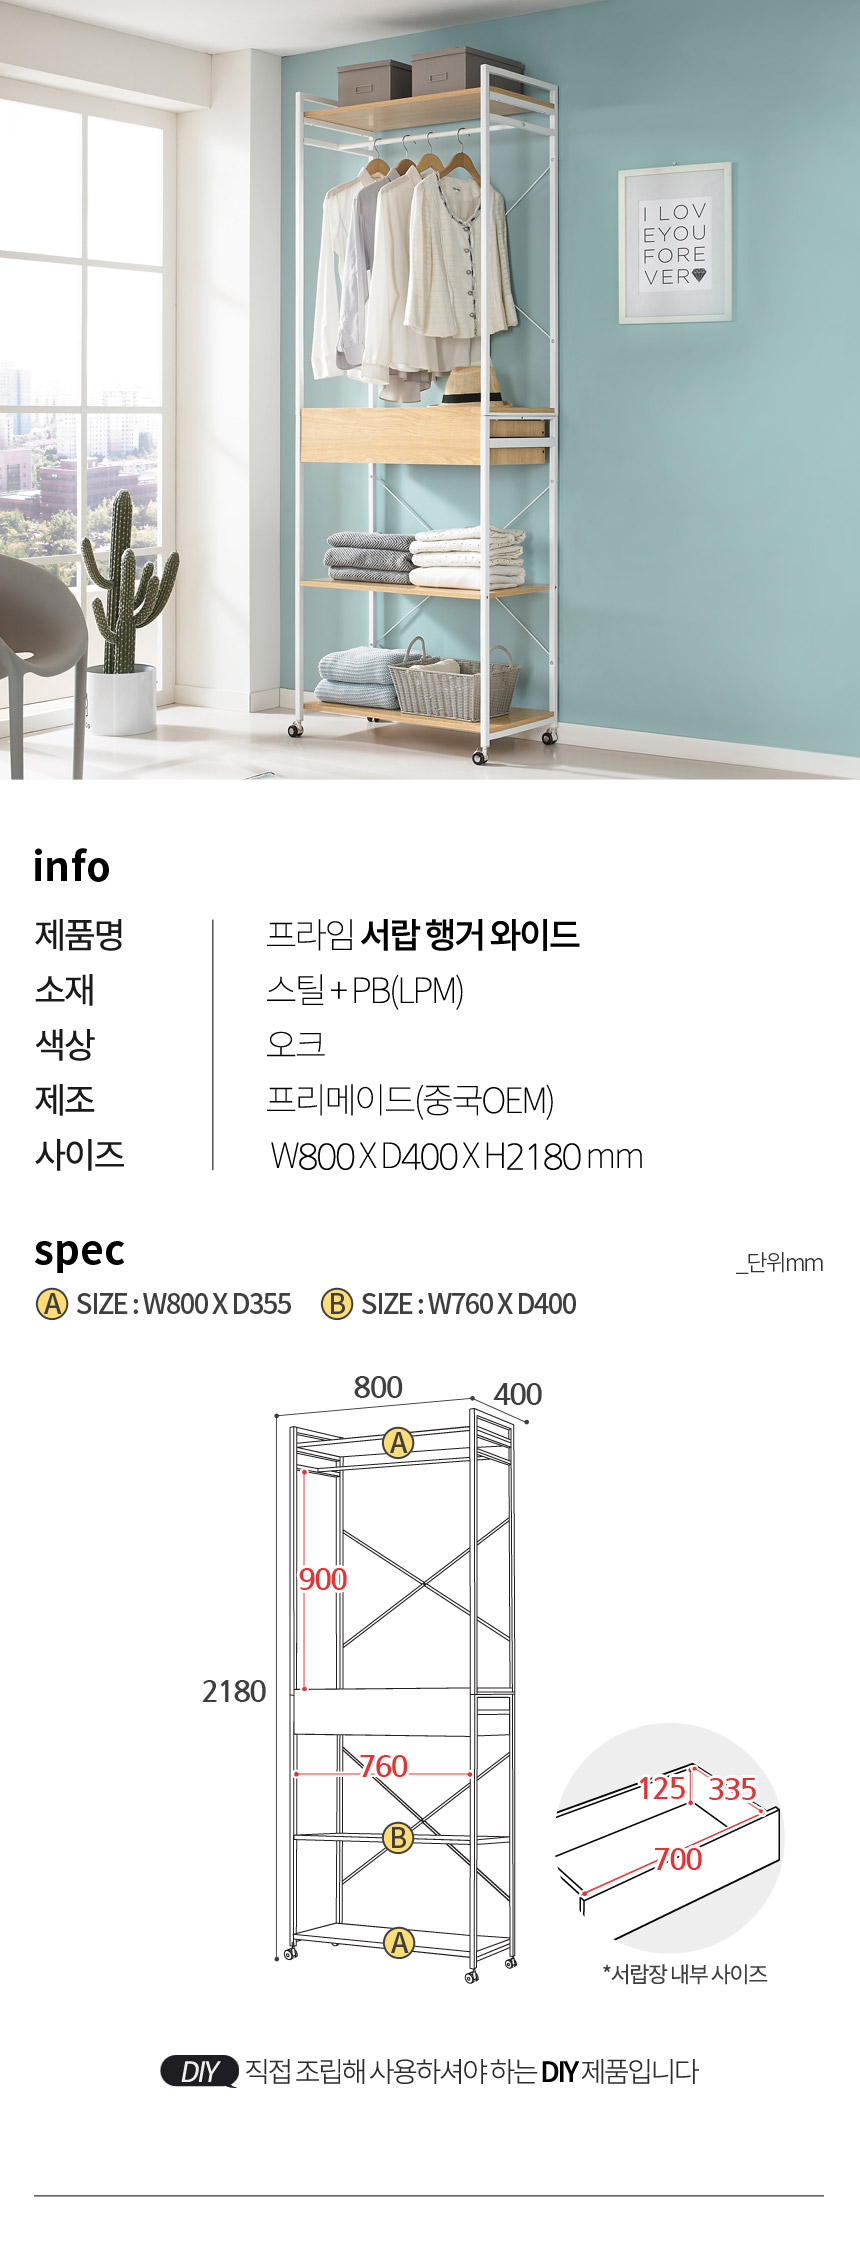 I LOV
EYOU
FORE
VER
info
제품명 프라임 서랍 행거 와이드
소재 스틸 + PB(LPM)
색상 오크
제조 프리메이드(중국OEM)
사이즈 W800 X D400 X H2180 mm
spec
_단위mm
A SIZE : W800 X D355 B SIZE : W760 X D400
800
400
A
900
2180
760
B
A
125
335
700
*서랍장 내부 사이즈
DIY 직접 조립해 사용하셔야 하는 DIY 제품입니다